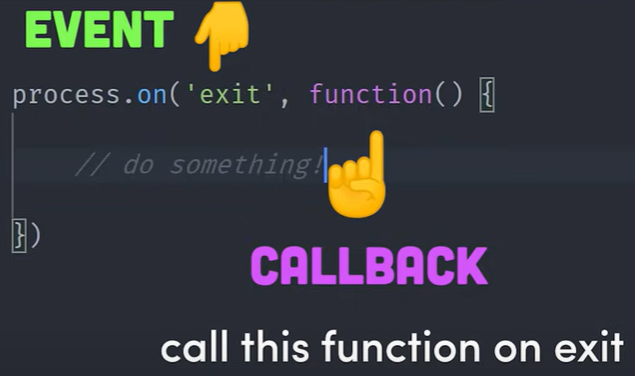 EVENT
process.on('exit', function() {
// do something!
})
CALLBACK
call this function on exit